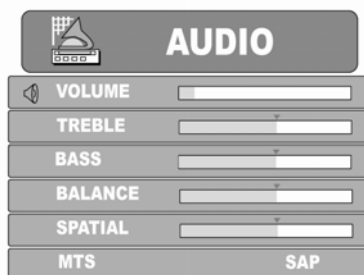 AUDIO
VOLUME
TREBLE
BASS
BALANCE
SPATIAL
MTS SAP